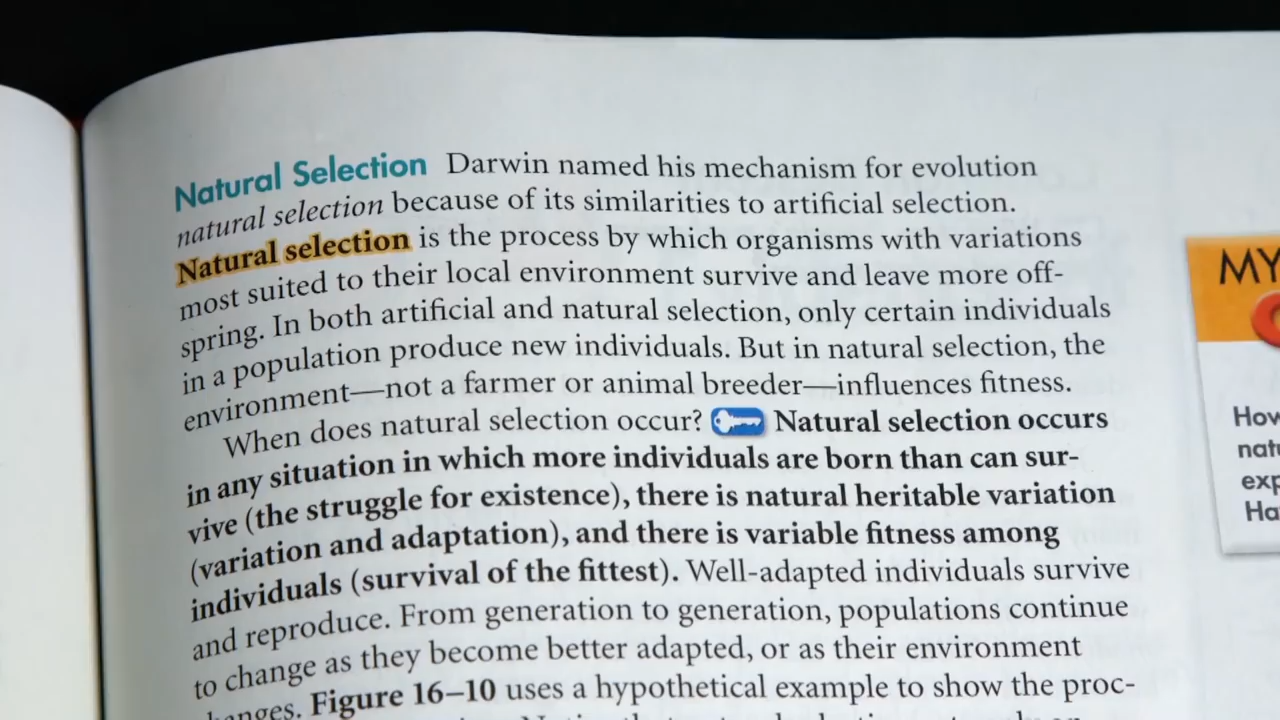 Natural Selection Darwin named his mechanism for evolution
natural selection because of its similarities to artificial selection.
Natural selection is the process by which organisms with variations
most suited to their local environment survive and leave more off-
spring. In both artificial and natural selection, only certain individuals
in a population produce new individuals. But in natural selection, the
environment—not a farmer or animal breeder—influences fitness.
When does natural selection occur? Natural selection occurs
in any situation in which more individuals are born than can sur-
vive (the struggle for existence), there is natural heritable variation
(variation and adaptation), and there is variable fitness among
individuals (survival of the fittest). Well-adapted individuals survive
and reproduce. From generation to generation, populations continue
to change as they become better adapted, or as their environment
Figure 16–10 uses a hypothetical example to show the proc-
MY
How